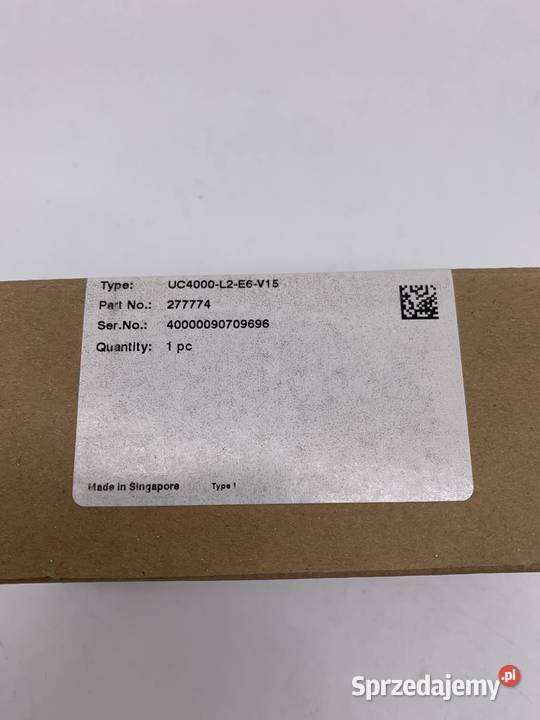 Type: UC4000-L2-E6-V15
Part No.: 277774
Ser.No.: 40000090709696
Quantity: 1 pc
Made in Singapore Type 1
Sprzedajemy.pl